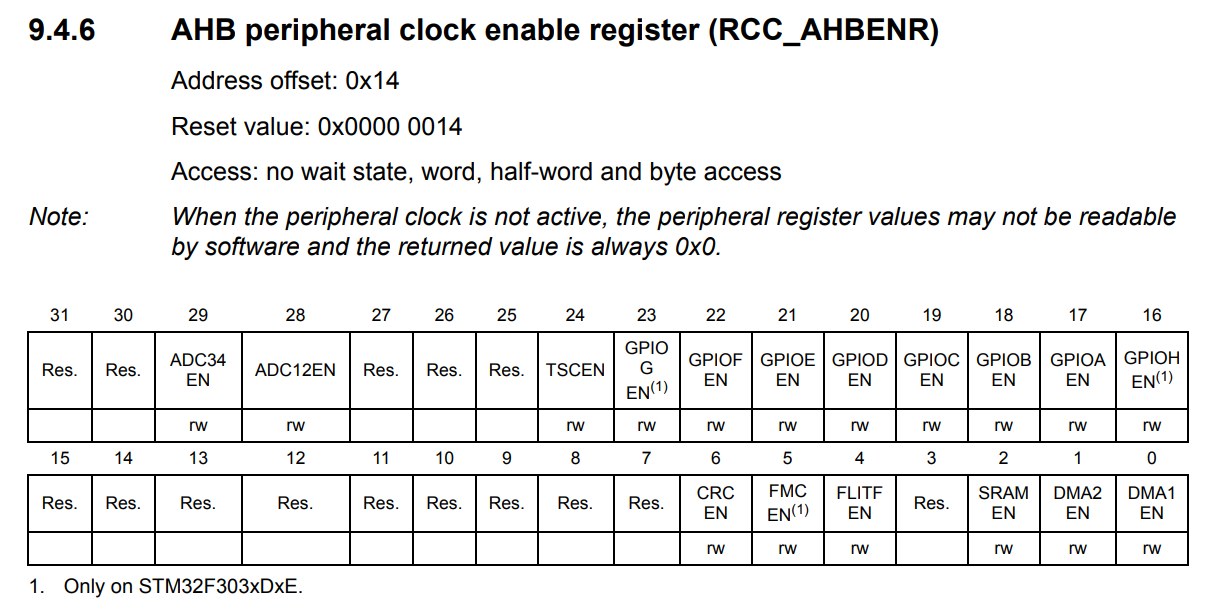 9.4.6 AHB peripheral clock enable register (RCC_AHBENR)
Address offset: 0x14
Reset value: 0x0000 0014
Access: no wait state, word, half-word and byte access
Note: When the peripheral clock is not active, the peripheral register values may not be readable
by software and the returned value is always 0x0.
31 30 29 28 27 26 25 24 23 22 21 20 19 18 17 16
Res. Res. ADC34 EN ADC12EN Res. Res. Res. TSCEN GPIO G EN(1) GPIOF EN GPIOE EN GPIOD EN GPIOC EN GPIOB EN GPIOA EN GPIOH EN(1)
rw rw rw rw rw rw rw rw rw rw rw
15 14 13 12 11 10 9 8 7 6 5 4 3 2 1 0
Res. Res. Res. Res. Res. Res. Res. Res. Res. CRC EN FMC EN(1) FLITF EN Res. SRAM EN DMA2 EN DMA1 EN
rw rw rw rw rw rw
1. Only on STM32F303xDxE.